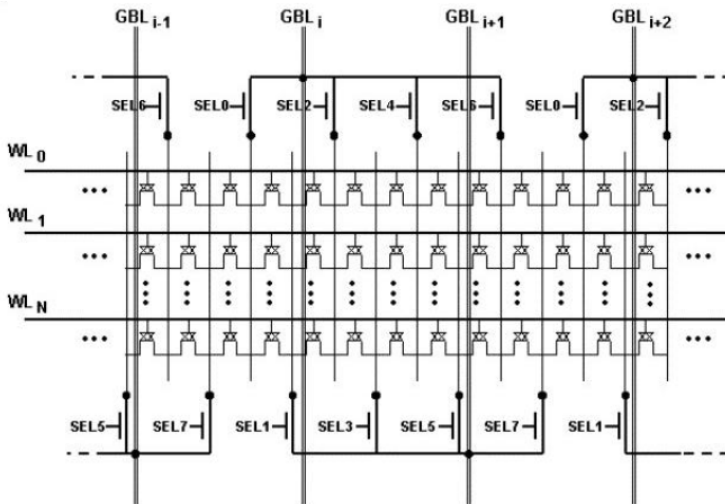 GBL i-1 GBL i GBL i+1 GBL i+2
SEL6 SEL0 SEL2 SEL4 SEL6 SEL0 SEL2
WL 0
WL 1
WL N
SEL5 SEL7 SEL1 SEL3 SEL5 SEL7 SEL1